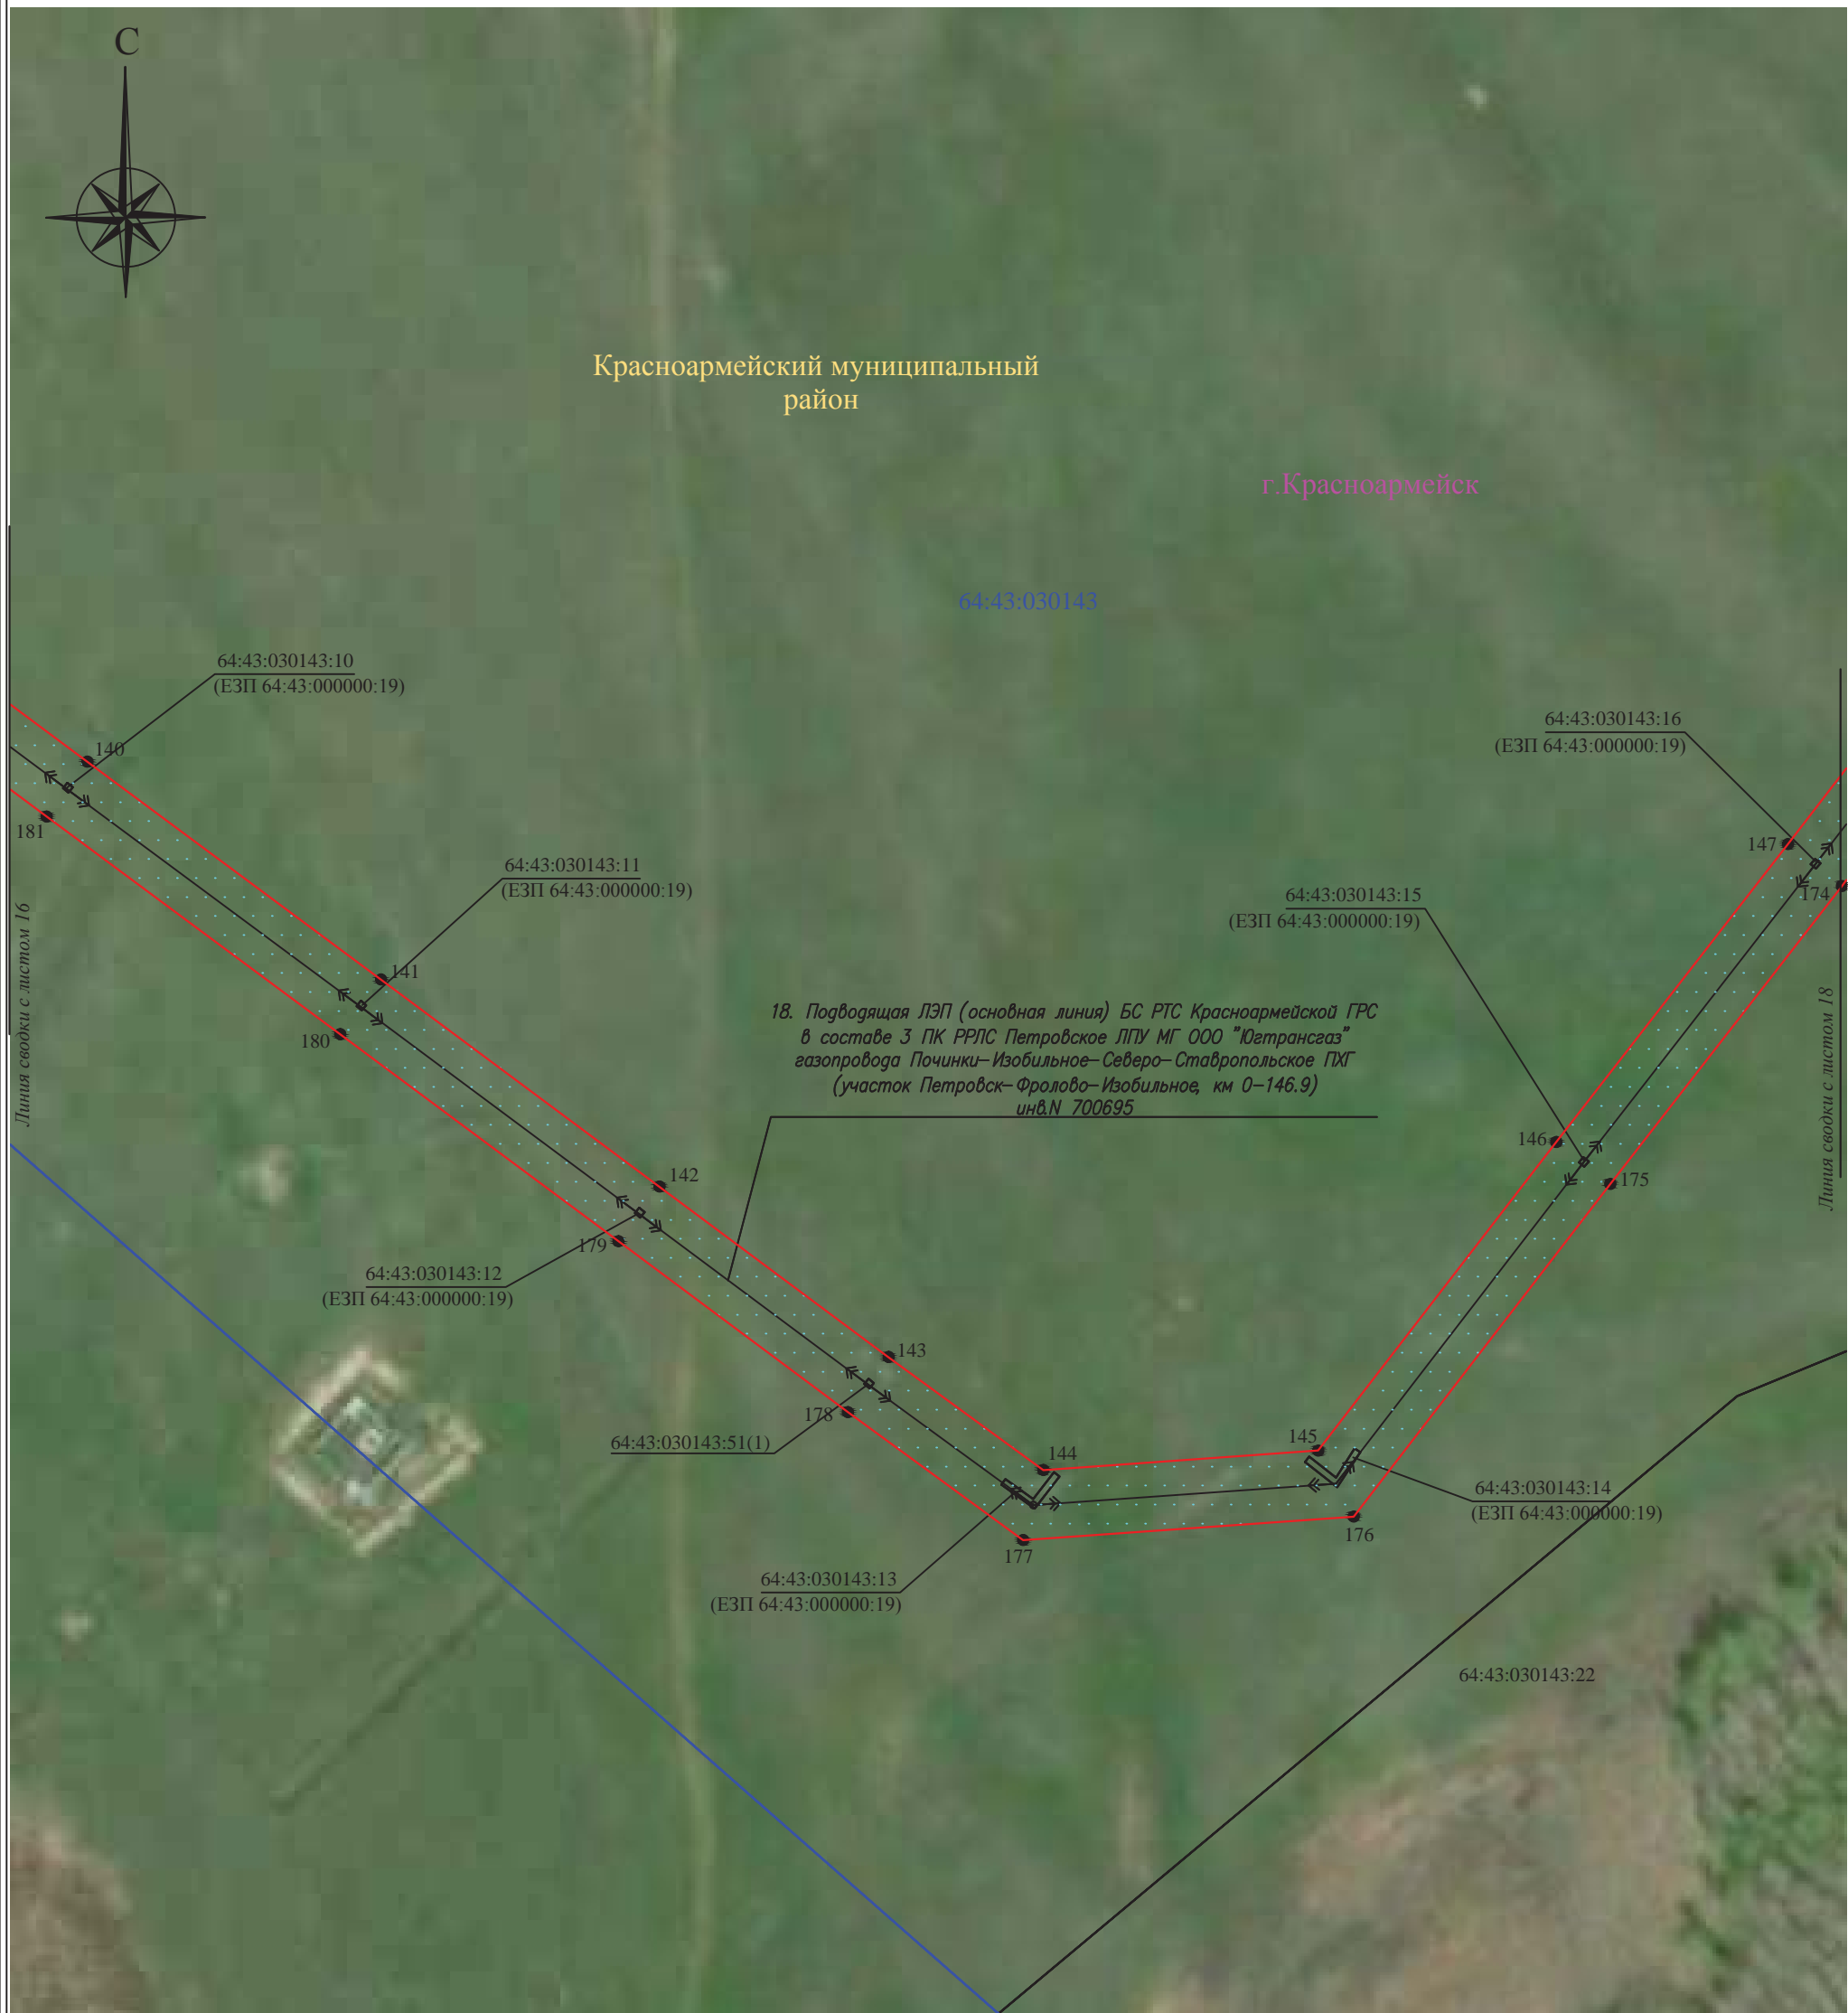 С
Красноармейский муниципальный
район
г.Красноармейск
64:43:030143
64:43:030143:10
(ЕЗП 64:43:000000:19)
140
181
64:43:030143:16
(ЕЗП 64:43:000000:19)
147
174
64:43:030143:11
(ЕЗП 64:43:000000:19)
64:43:030143:15
(ЕЗП 64:43:000000:19)
Линия сводки с листом 16
141
180
18. Подводящая ЛЭП (основная линия) БС РТС Красноармейской ГРС
в составе 3 ПК РРЛС Петровское ЛПУ МГ ООО "Югтрансгаз"
газопровода Починки-Изобильное-Северо-Ставропольское ПХГ
(участок Петровск-Фролово-Изобильное, км 0-146.9)
инв.N 700695
Линия сводки с листом 18
146
175
142
179
64:43:030143:12
(ЕЗП 64:43:000000:19)
143
178
64:43:030143:51(1)
144
145
64:43:030143:14
(ЕЗП 64:43:000000:19)
176
177
64:43:030143:13
(ЕЗП 64:43:000000:19)
64:43:030143:22